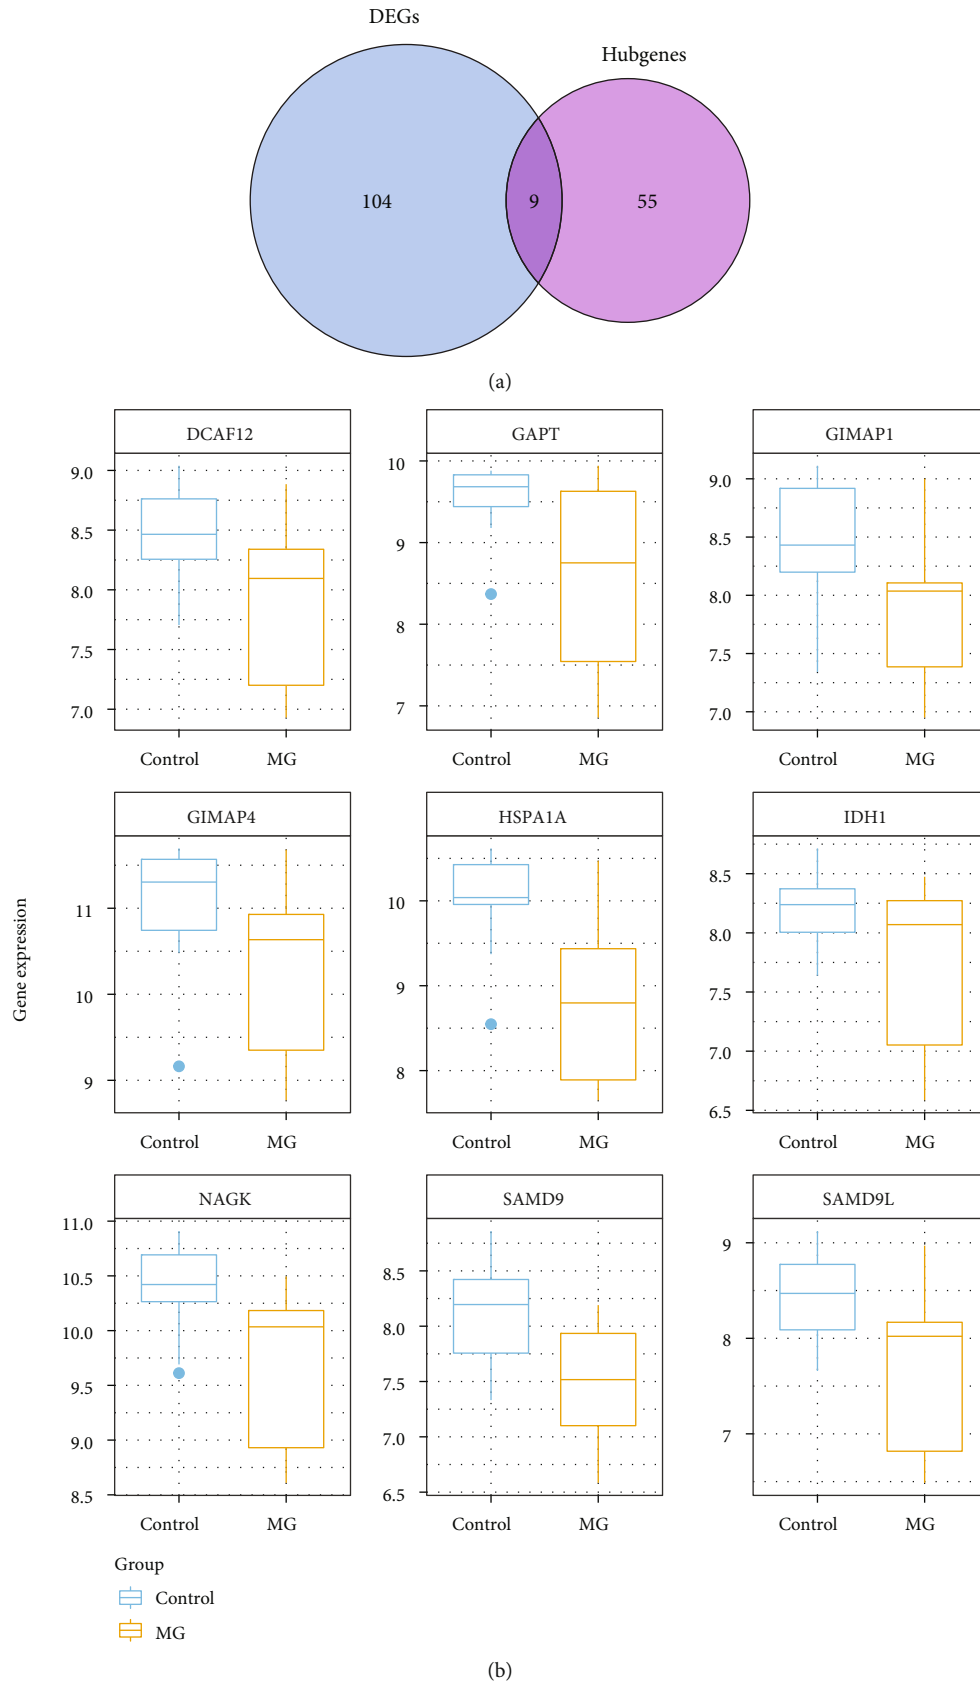 DEGs
Hubgenes
104
9
55
(a)
DCAF12
GAPT
GIMAP1
9.0
8.5
8.0
7.5
7.0
10
9
8
7
9.0
8.5
8.0
7.5
7.0
Control
MG
Control
MG
Control
MG
GIMAP4
HSPA1A
IDH1
Gene expression
11
10
9
10
9
8
8.5
8.0
7.5
7.0
6.5
Control
MG
Control
MG
Control
MG
NAGK
SAMD9
SAMD9L
11.0
10.5
10.0
9.5
9.0
8.5
8.5
8.0
7.5
7.0
6.5
9
8
7
Control
MG
Control
MG
Control
MG
Group
Control
MG
(b)